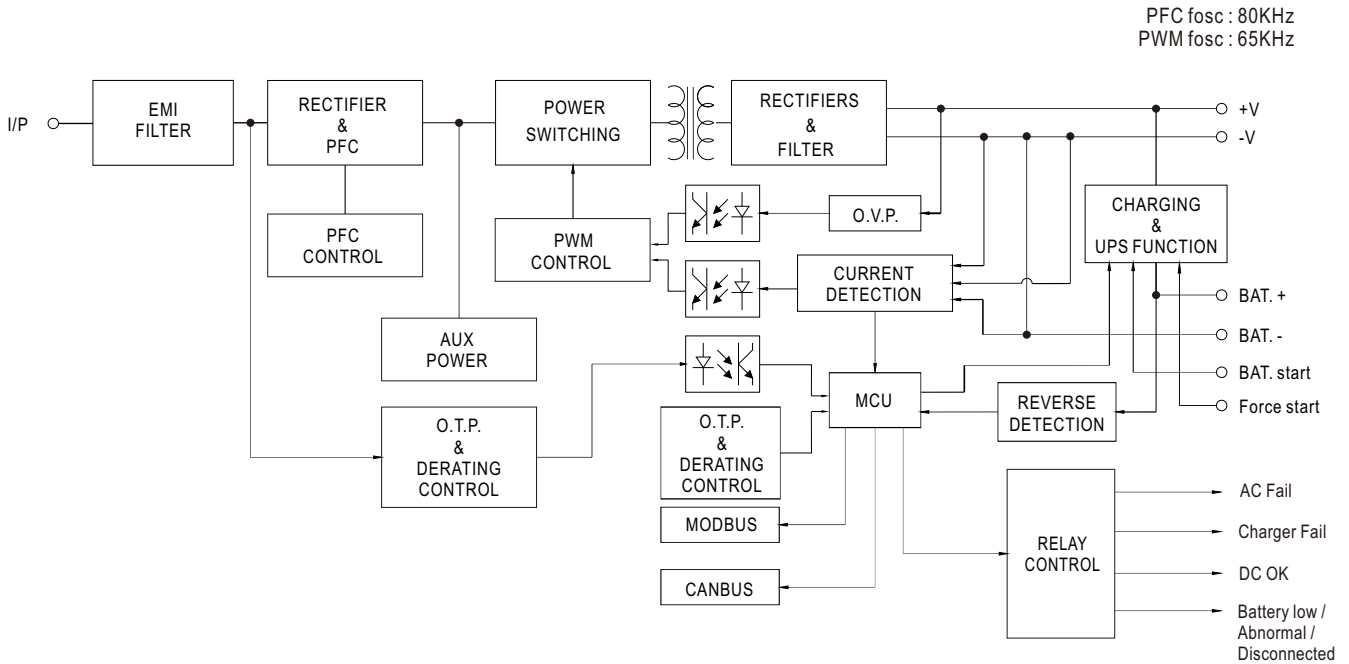 PFC fosc : 80KHz
PWM fosc : 65KHz
I/P
EMI
FILTER
RECTIFIER
&
PFC
POWER
SWITCHING
RECTIFIERS
&
FILTER
+V
-V
PFC
CONTROL
PWM
CONTROL
O.V.P.
CHARGING
&
UPS FUNCTION
CURRENT
DETECTION
BAT. +
BAT. -
AUX
POWER
BAT. start
MCU
REVERSE
DETECTION
Force start
O.T.P.
&
DERATING
CONTROL
O.T.P.
&
DERATING
CONTROL
MODBUS
CANBUS
RELAY
CONTROL
AC Fail
Charger Fail
DC OK
Battery low /
Abnormal /
Disconnected